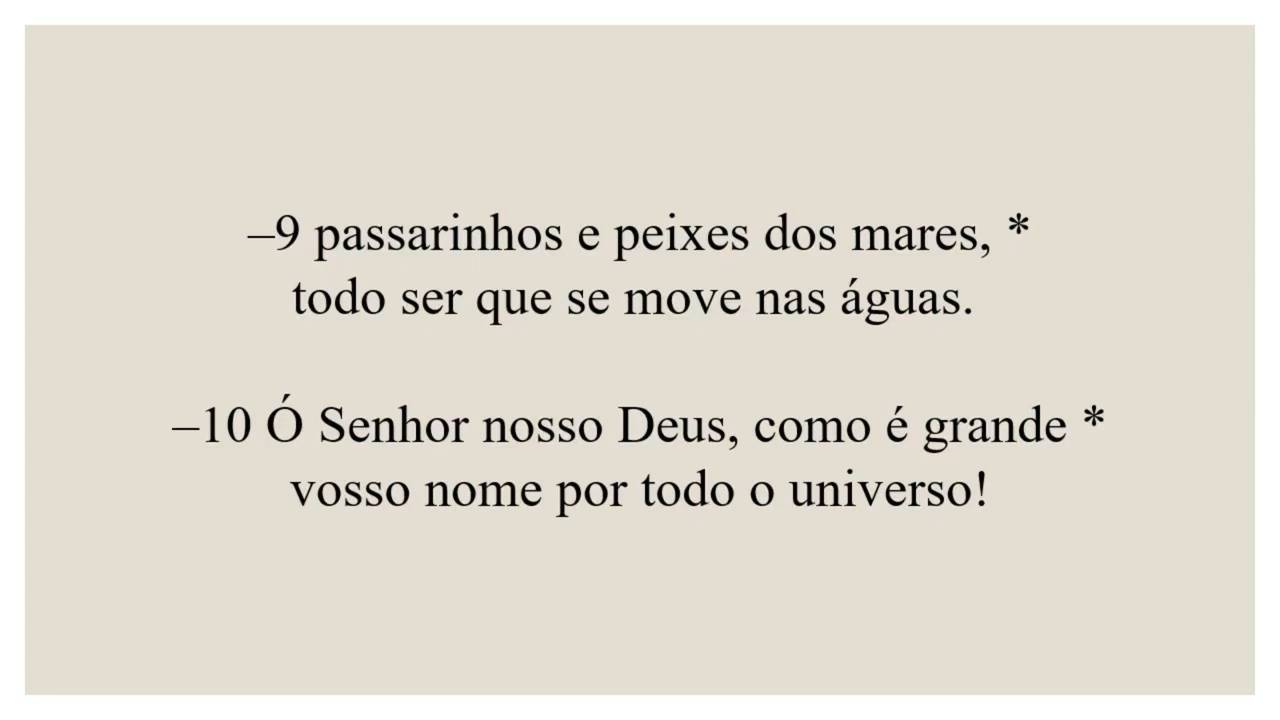 –9 passarinhos e peixes dos mares, *
todo ser que se move nas águas.
–10 Ó Senhor nosso Deus, como é grande *
vosso nome por todo o universo!